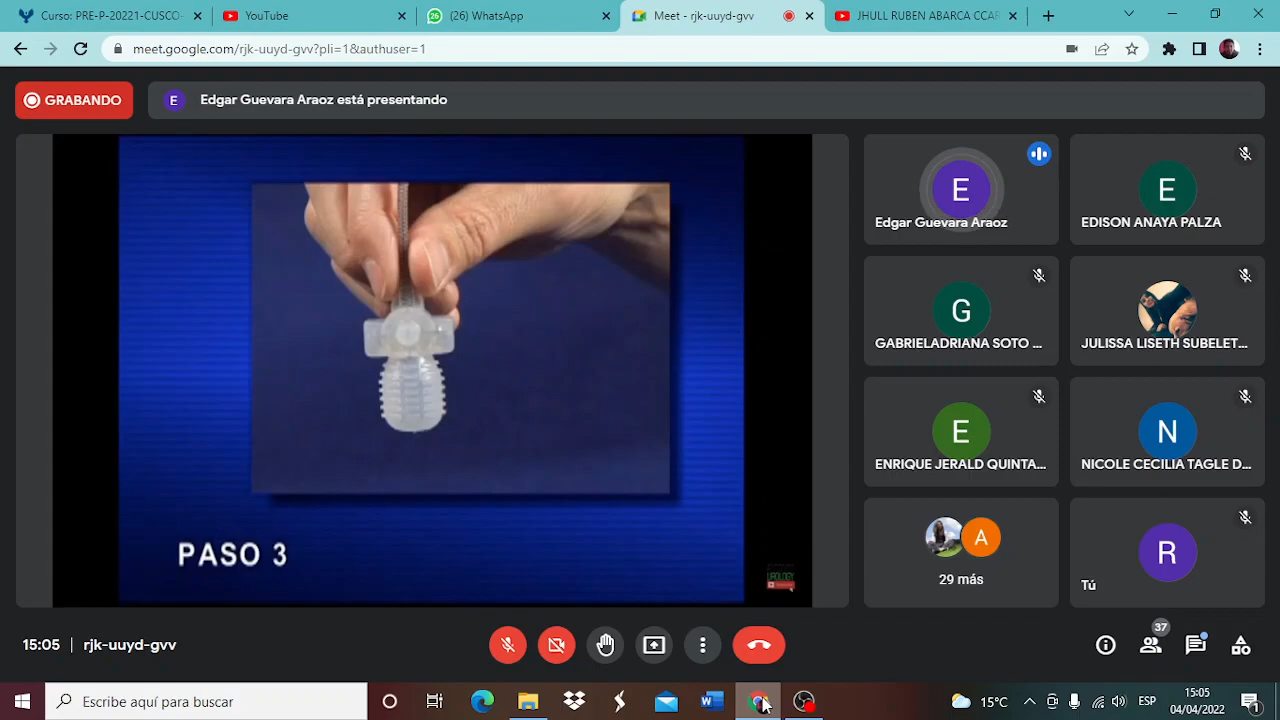 Curso: PRE-P-20221-CUSCO-
YouTube
(26) WhatsApp
Meet - rjk-uuyd-gvv
JHULL RUBEN ABARCA CCAR
meet.google.com/rjk-uuyd-gvv?pli=1&authuser=1
GRABANDO
E
Edgar Guevara Araoz está presentando
E
Edgar Guevara Araoz
E
EDISON ANAYA PALZA
G
GABRIELADRIANA SOTO ...
JULISSA LISETH SUBELET...
E
ENRIQUE JERALD QUINTA...
N
NICOLE CECILIA TAGLE D...
A
29 más
R
Tú
PASO 3
UROLOGY
15:05
rjk-uuyd-gvv
37
26
W
Escribe aquí para buscar
15°C
ESP
15:05
04/04/2022
1